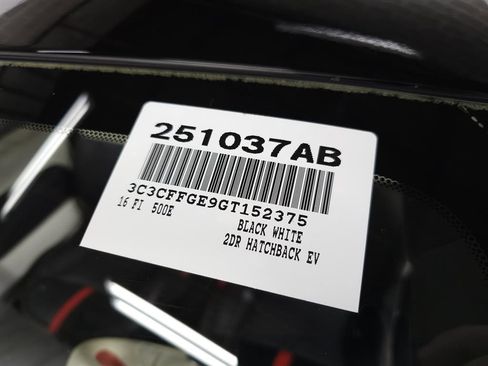 251037AB
3C3CFFGE9GT152375
16 FI 500E
BLACK WHITE
2DR HATCHBACK EV